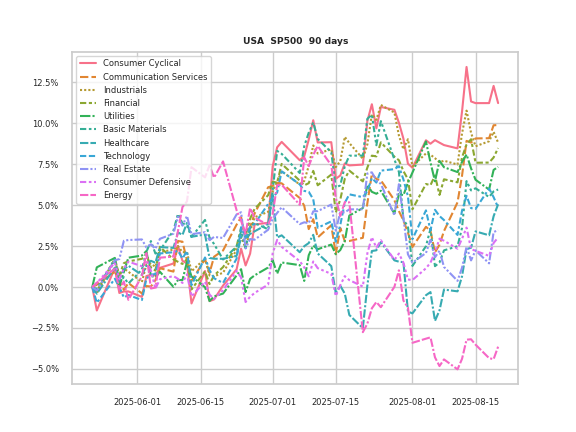 USA  SP500  90 days
Consumer Cyclical
Communication Services
Industrials
Financial
Utilities
Basic Materials
Healthcare
Technology
Real Estate
Consumer Defensive
Energy
12.5%
10.0%
7.5%
5.0%
2.5%
0.0%
−2.5%
−5.0%
2025-06-01 2025-06-15 2025-07-01 2025-07-15 2025-08-01 2025-08-15